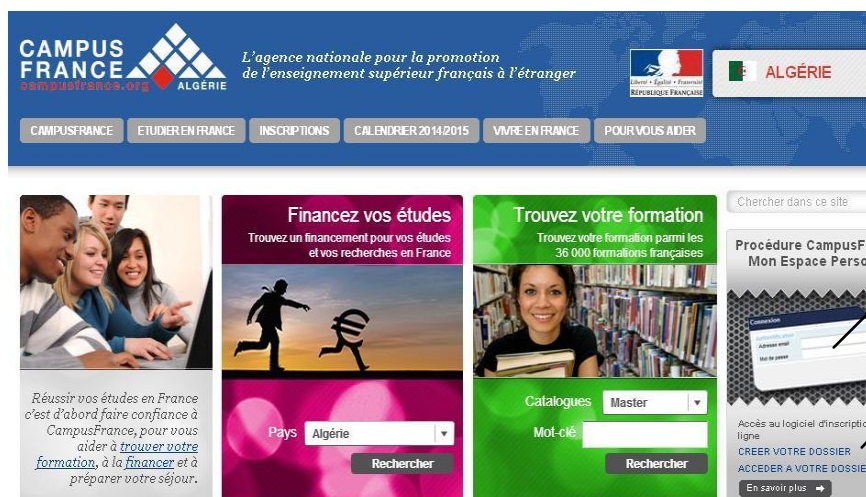 CAMPUS
FRANCE
campusfrance.org
ALGÉRIE
L'agence nationale pour la promotion
de l'enseignement supérieur français à l'étranger
Liberté • Égalité • Fraternité
RÉPUBLIQUE FRANÇAISE
ALGÉRIE
CAMPUSFRANCE
ETUDIER EN FRANCE
INSCRIPTIONS
CALENDRIER 2014/2015
VIVRE EN FRANCE
POUR VOUS AIDER
Réussir vos études en France
c'est d'abord faire confiance à
CampusFrance, pour vous
aider à trouver votre
formation, à la financer et à
préparer votre séjour.
Financez vos études
Trouvez un financement pour vos études
et vos recherches en France
Pays
Algérie
Rechercher
Trouvez votre formation
Trouvez votre formation parmi les
36 000 formations françaises
Catalogues
Master
Mot-clé
Rechercher
Chercher dans ce site
Procédure CampusF
Mon Espace Perso
Connexion
Adresse email
Mot de passe
Accès au logiciel d'inscriptio
ligne
CREER VOTRE DOSSIER
ACCEDER A VOTRE DOSSIE
En savoir plus